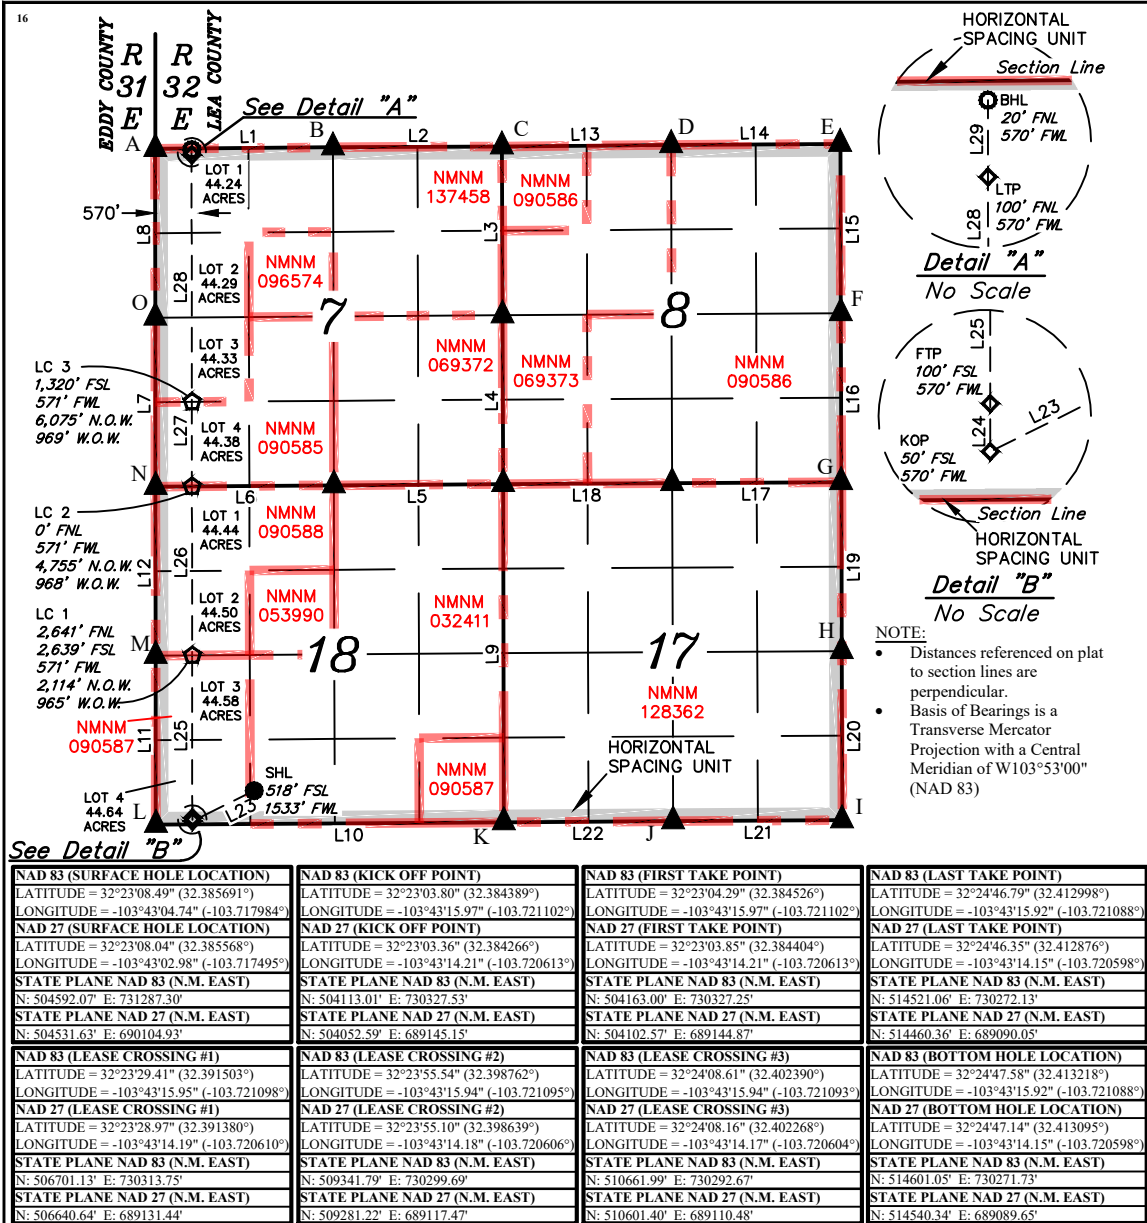 16
EDDY COUNTY
R
31
E
R
32
E
LEA COUNTY
See Detail "A"
A
L1
B
L2
C
L13
D
L14
E
LOT 1
44.24
ACRES
NMNM
137458
NMNM
090586
570'
L8
L3
L15
LOT 2
44.29
ACRES
NMNM
096574
L28
O
7
8
F
LOT 3
44.33
ACRES
NMNM
069372
NMNM
069373
NMNM
090586
LC 3
1,320' FSL
571' FWL
6,075' N.O.W.
969' W.O.W.
L7
L27
L4
L16
LOT 4
44.38
ACRES
NMNM
090585
N
L6
L5
L18
L17
G
LC 2
0' FNL
571' FWL
4,755' N.O.W.
968' W.O.W.
LOT 1
44.44
ACRES
NMNM
090588
L12
L26
L19
LC 1
2,641' FNL
2,639' FSL
571' FWL
2,114' N.O.W.
965' W.O.W.
LOT 2
44.50
ACRES
NMNM
053990
NMNM
032411
M
18
L9
17
H
LOT 3
44.58
ACRES
NMNM
128362
NMNM
090587
L11
L25
L20
HORIZONTAL
SPACING UNIT
NMNM
090587
SHL
518' FSL
1533' FWL
LOT 4
44.64
ACRES
L
L23
L10
K
L22
J
L21
I
See Detail "B"
HORIZONTAL
SPACING UNIT
Section Line
BHL
20' FNL
570' FWL
L29
LTP
100' FNL
570' FWL
L28
Detail "A"
No Scale
L25
FTP
100' FSL
570' FWL
L23
L24
KOP
50' FSL
570' FWL
Section Line
HORIZONTAL
SPACING UNIT
Detail "B"
No Scale
NOTE:
• Distances referenced on plat
to section lines are
perpendicular.
• Basis of Bearings is a
Transverse Mercator
Projection with a Central
Meridian of W103°53'00"
(NAD 83)
NAD 83 (SURFACE HOLE LOCATION)
LATITUDE = 32°23'08.49" (32.385691°)
LONGITUDE = -103°43'04.74" (-103.717984°)
NAD 27 (SURFACE HOLE LOCATION)
LATITUDE = 32°23'08.04" (32.385568°)
LONGITUDE = -103°43'02.98" (-103.717495°)
STATE PLANE NAD 83 (N.M. EAST)
N: 504592.07' E: 731287.30'
STATE PLANE NAD 27 (N.M. EAST)
N: 504531.63' E: 690104.93'
NAD 83 (KICK OFF POINT)
LATITUDE = 32°23'03.80" (32.384389°)
LONGITUDE = -103°43'15.97" (-103.721102°)
NAD 27 (KICK OFF POINT)
LATITUDE = 32°23'03.36" (32.384266°)
LONGITUDE = -103°43'14.21" (-103.720613°)
STATE PLANE NAD 83 (N.M. EAST)
N: 504113.01' E: 730327.53'
STATE PLANE NAD 27 (N.M. EAST)
N: 504052.59' E: 689145.15'
NAD 83 (FIRST TAKE POINT)
LATITUDE = 32°23'04.29" (32.384526°)
LONGITUDE = -103°43'15.97" (-103.721102°)
NAD 27 (FIRST TAKE POINT)
LATITUDE = 32°23'03.85" (32.384404°)
LONGITUDE = -103°43'14.21" (-103.720613°)
STATE PLANE NAD 83 (N.M. EAST)
N: 504163.00' E: 730327.25'
STATE PLANE NAD 27 (N.M. EAST)
N: 504102.57' E: 689144.87'
NAD 83 (LAST TAKE POINT)
LATITUDE = 32°24'46.79" (32.412998°)
LONGITUDE = -103°43'15.92" (-103.721088°)
NAD 27 (LAST TAKE POINT)
LATITUDE = 32°24'46.35" (32.412876°)
LONGITUDE = -103°43'14.15" (-103.720598°)
STATE PLANE NAD 83 (N.M. EAST)
N: 514521.06' E: 730272.13'
STATE PLANE NAD 27 (N.M. EAST)
N: 514460.36' E: 689090.05'
NAD 83 (LEASE CROSSING #1)
LATITUDE = 32°23'29.41" (32.391503°)
LONGITUDE = -103°43'15.95" (-103.721098°)
NAD 27 (LEASE CROSSING #1)
LATITUDE = 32°23'28.97" (32.391380°)
LONGITUDE = -103°43'14.19" (-103.720610°)
STATE PLANE NAD 83 (N.M. EAST)
N: 506701.13' E: 730313.75'
STATE PLANE NAD 27 (N.M. EAST)
N: 506640.64' E: 689131.44'
NAD 83 (LEASE CROSSING #2)
LATITUDE = 32°23'55.54" (32.398762°)
LONGITUDE = -103°43'15.94" (-103.721095°)
NAD 27 (LEASE CROSSING #2)
LATITUDE = 32°23'55.10" (32.398639°)
LONGITUDE = -103°43'14.18" (-103.720606°)
STATE PLANE NAD 83 (N.M. EAST)
N: 509341.79' E: 730299.69'
STATE PLANE NAD 27 (N.M. EAST)
N: 509281.22' E: 689117.47'
NAD 83 (LEASE CROSSING #3)
LATITUDE = 32°24'08.61" (32.402390°)
LONGITUDE = -103°43'15.94" (-103.721093°)
NAD 27 (LEASE CROSSING #3)
LATITUDE = 32°24'08.16" (32.402268°)
LONGITUDE = -103°43'14.17" (-103.720604°)
STATE PLANE NAD 83 (N.M. EAST)
N: 510661.99' E: 730292.67'
STATE PLANE NAD 27 (N.M. EAST)
N: 510601.40' E: 689110.48'
NAD 83 (BOTTOM HOLE LOCATION)
LATITUDE = 32°24'47.58" (32.413218°)
LONGITUDE = -103°43'15.92" (-103.721088°)
NAD 27 (BOTTOM HOLE LOCATION)
LATITUDE = 32°24'47.14" (32.413095°)
LONGITUDE = -103°43'14.15" (-103.720598°)
STATE PLANE NAD 83 (N.M. EAST)
N: 514601.05' E: 730271.73'
STATE PLANE NAD 27 (N.M. EAST)
N: 514540.34' E: 689089.65'